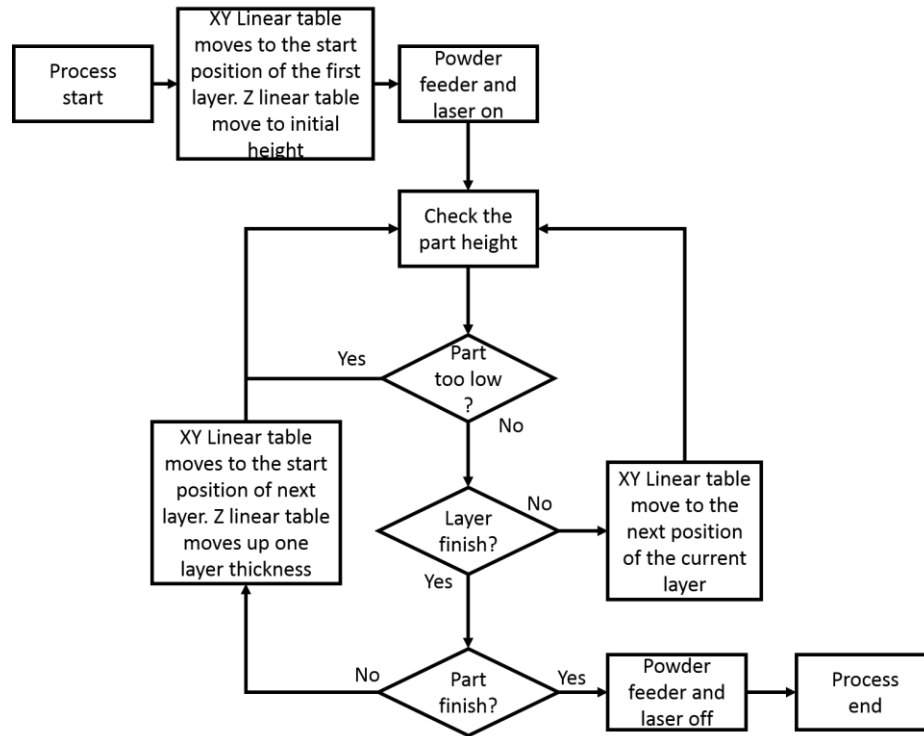 Process
start
XY Linear table
moves to the start
position of the first
layer. Z linear table
move to initial
height
Powder
feeder and
laser on
Check the
part height
Part
too low
?
Yes
No
Layer
finish?
No
Yes
XY Linear table
move to the
next position
of the current
layer
XY Linear table
moves to the start
position of next
layer. Z linear table
moves up one
layer thickness
Part
finish?
No
Yes
Powder
feeder and
laser off
Process
end